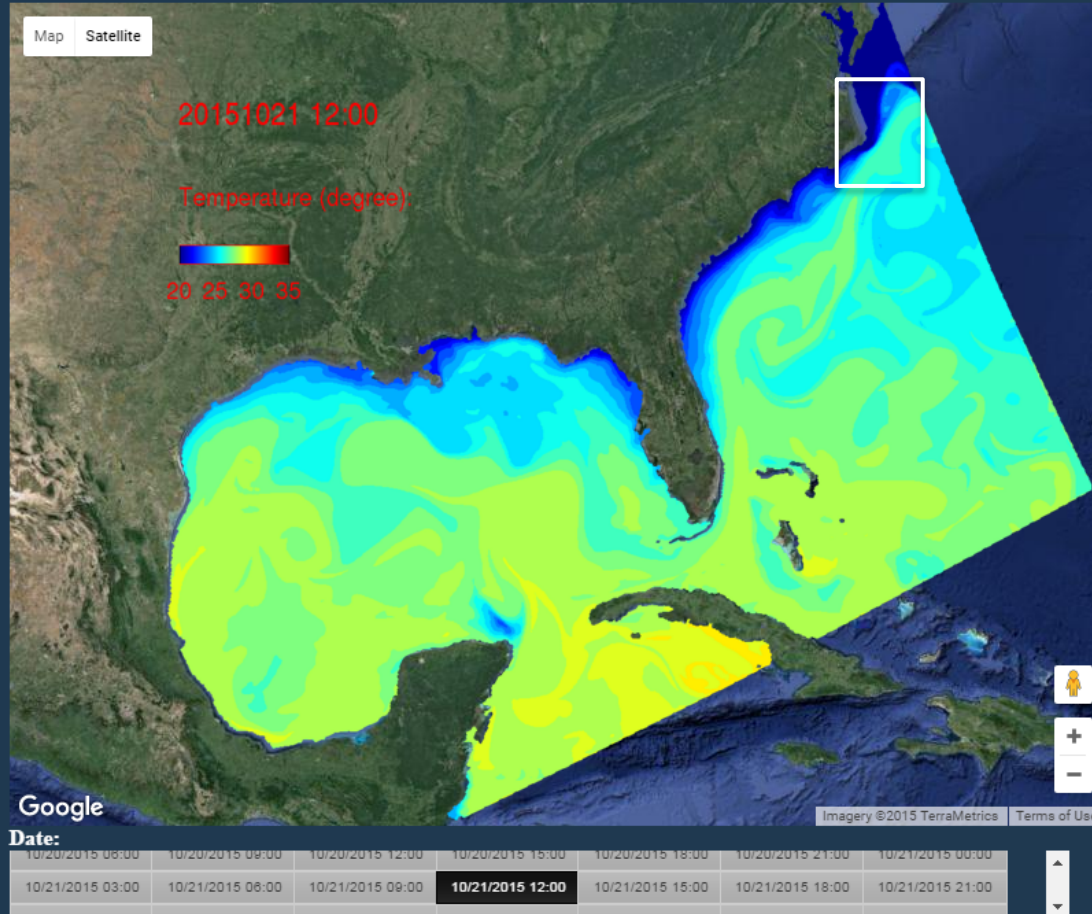 Map Satellite
20151021 12:00
Temperature (degree):
20 25 30 35
Google
Imagery ©2015 TerraMetrics Terms of Us
Date:
10/20/2015 06:00 10/20/2015 09:00 10/20/2015 12:00 10/20/2015 15:00 10/20/2015 18:00 10/20/2015 21:00 10/21/2015 00:00
10/21/2015 03:00 10/21/2015 06:00 10/21/2015 09:00 10/21/2015 12:00 10/21/2015 15:00 10/21/2015 18:00 10/21/2015 21:00